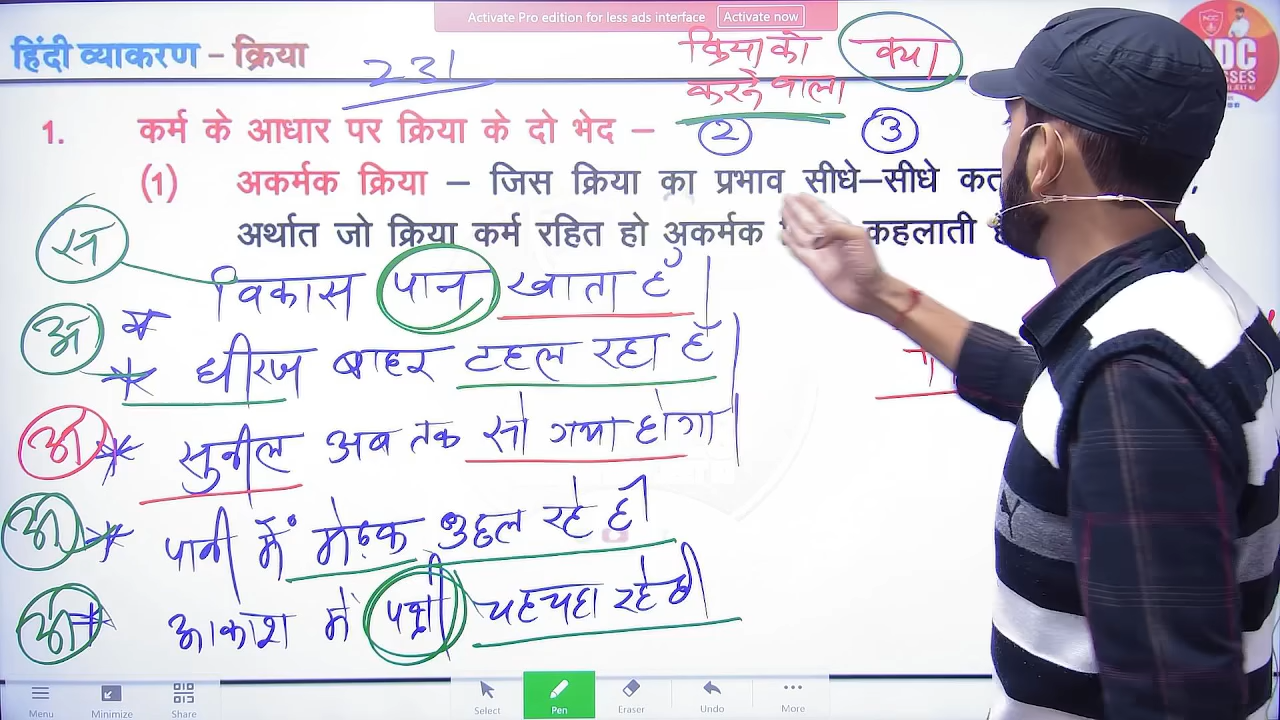 Activate Pro edition for less ads interface Activate now
हिंदी व्याकरण – क्रिया
231
क्रिया को क्या
करने वाला
② ③
1. कर्म के आधार पर क्रिया के दो भेद –
(1) अकर्मक क्रिया – जिस क्रिया का प्रभाव सीधे–सीधे
अर्थात जो क्रिया कर्म रहित हो अकर्मक कहलाती
स विकास पान खाता है।
अ * धीरज बाहर टहल रहा है।
अ * सुनील अब तक सो गया होगा।
अ * पानी में मेढ़क उछल रहे हैं।
अ * आकाश में पक्षी चहचहा रहे हैं।
DC
SSES
Menu Minimize Share Select Pen Eraser Undo More